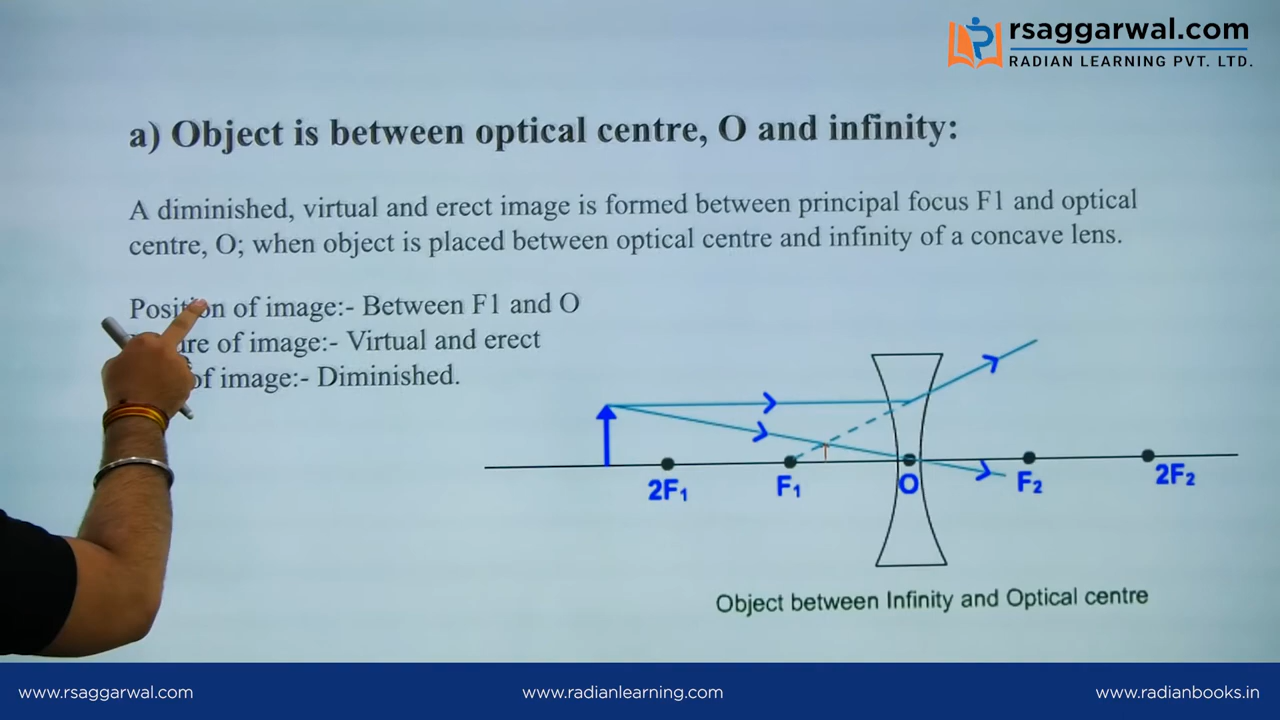 rsaggarwal.com
RADIAN LEARNING PVT. LTD.
a) Object is between optical centre, O and infinity:
A diminished, virtual and erect image is formed between principal focus F1 and optical
centre, O; when object is placed between optical centre and infinity of a concave lens.
Position of image:- Between F1 and O
of image:- Virtual and erect
of image:- Diminished.
2F₁ F₁ O F₂ 2F₂
Object between Infinity and Optical centre
www.rsaggarwal.com www.radianlearning.com www.radianbooks.in